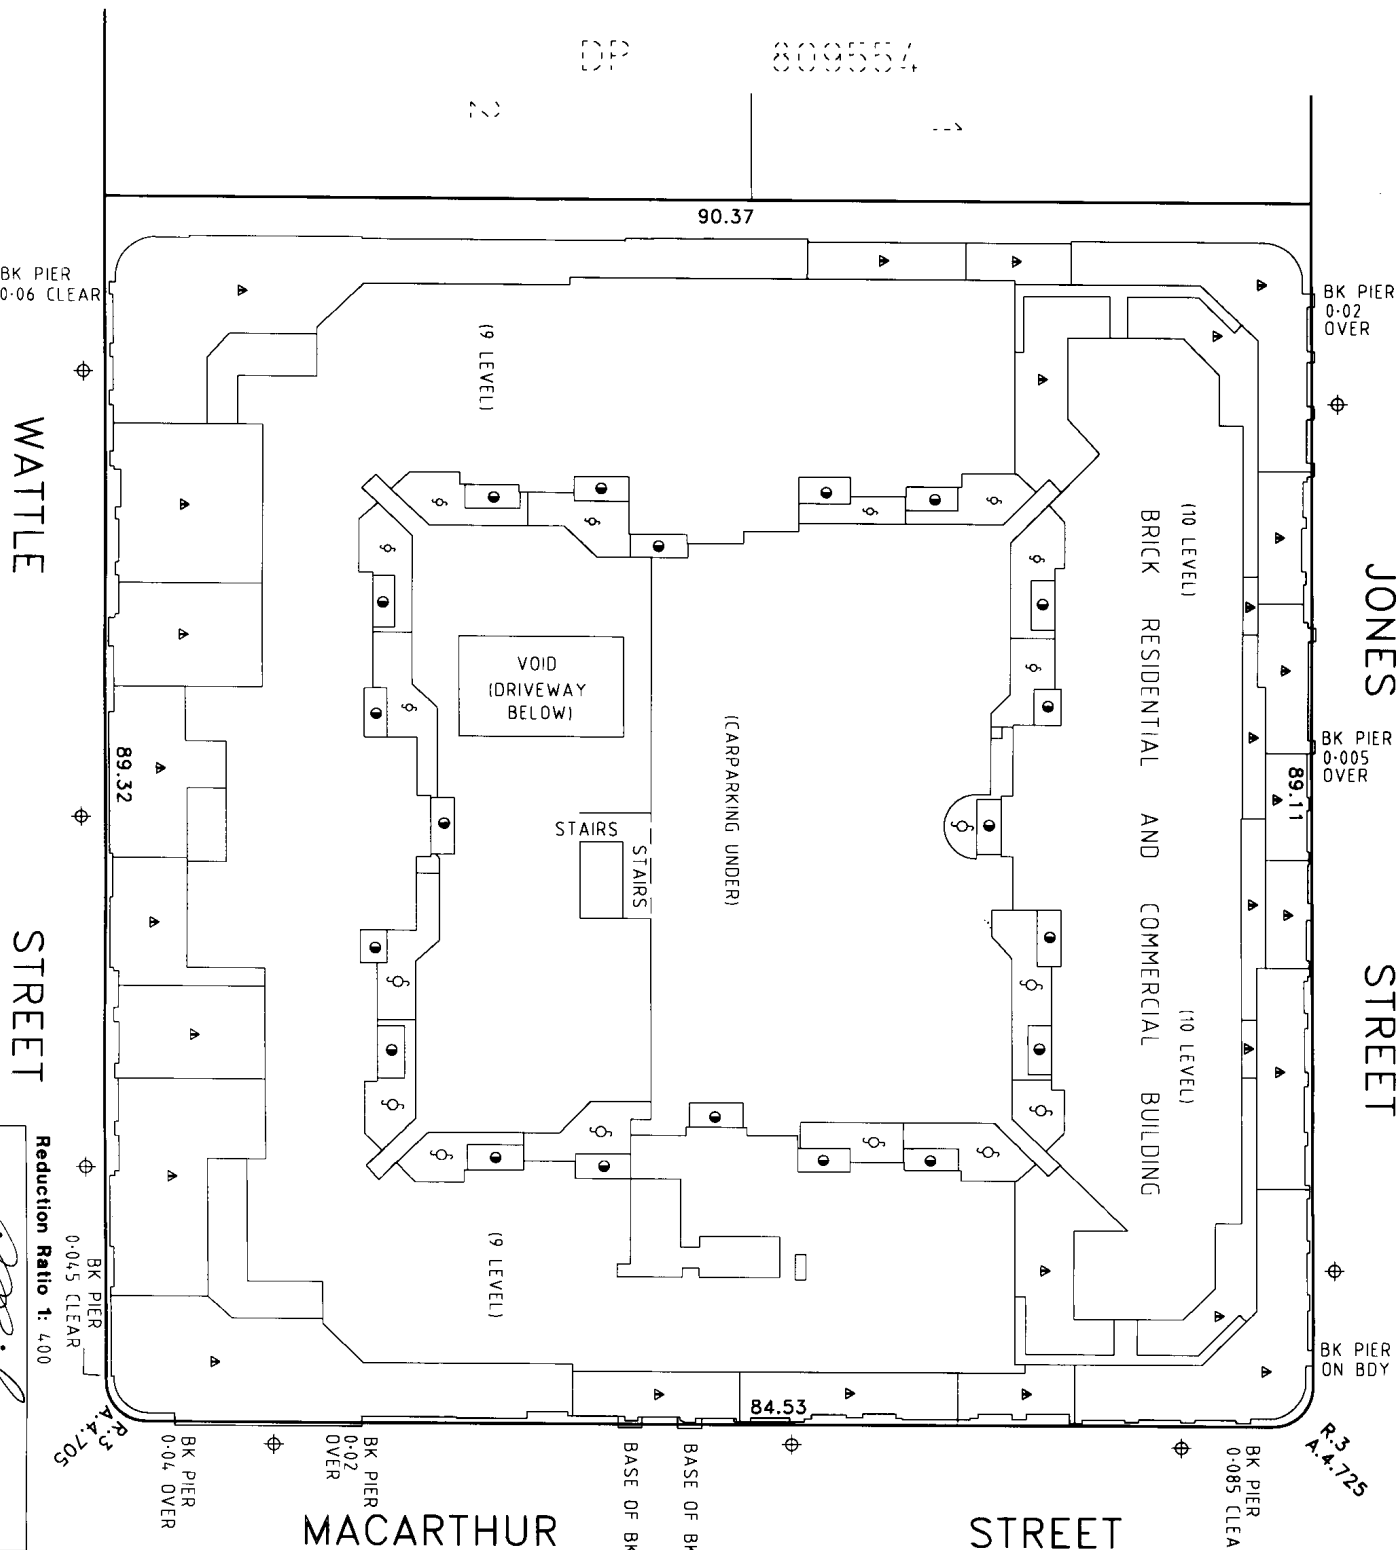 DP 809554
2
1
90.37
BK PIER
0·06 CLEAR
BK PIER
0·02
OVER
(9 LEVEL)
WATTLE
STREET
JONES
STREET
(10 LEVEL)
BRICK RESIDENTIAL AND COMMERCIAL BUILDING
(10 LEVEL)
VOID
(DRIVEWAY
BELOW)
(CARPARKING UNDER)
BK PIER
0·005
OVER
89.32
89.11
STAIRS
STAIRS
Reduction Ratio 1: 400
(9 LEVEL)
BK PIER
0·045 CLEAR
BK PIER
ON BDY
84.53
R.3
A.4.705
R.3
A.4.725
BK PIER
0·04 OVER
BK PIER
0·02
OVER
BASE OF BK
BASE OF BK
BK PIER
0·085 CLEA
MACARTHUR STREET